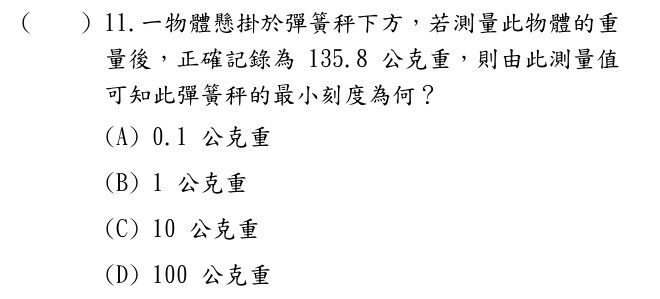 (　　)11.一物體懸掛於彈簧秤下方，若測量此物體的重
量後，正確記錄為 135.8 公克重，則由此測量值
可知此彈簧秤的最小刻度為何？
(A) 0.1 公克重
(B) 1 公克重
(C) 10 公克重
(D) 100 公克重